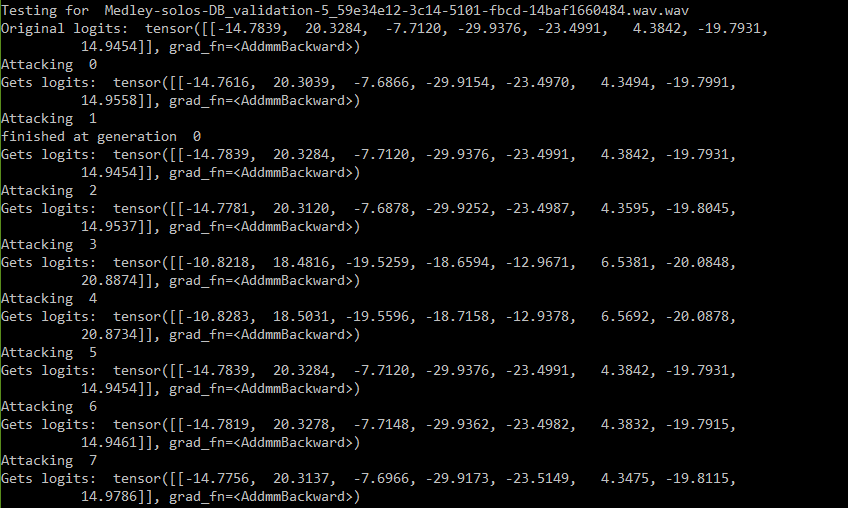 Testing for  Medley-solos-DB_validation-5_59e34e12-3c14-5101-fbcd-14baf1660484.wav.wav
Original logits:  tensor([[-14.7839,  20.3284,  -7.7120, -29.9376, -23.4991,   4.3842, -19.7931,
          14.9454]], grad_fn=<AddmmBackward>)
Attacking  0
Gets logits:  tensor([[-14.7616,  20.3039,  -7.6866, -29.9154, -23.4970,   4.3494, -19.7991,
          14.9558]], grad_fn=<AddmmBackward>)
Attacking  1
finished at generation  0
Gets logits:  tensor([[-14.7839,  20.3284,  -7.7120, -29.9376, -23.4991,   4.3842, -19.7931,
          14.9454]], grad_fn=<AddmmBackward>)
Attacking  2
Gets logits:  tensor([[-14.7781,  20.3120,  -7.6878, -29.9252, -23.4987,   4.3595, -19.8045,
          14.9537]], grad_fn=<AddmmBackward>)
Attacking  3
Gets logits:  tensor([[-10.8218,  18.4816, -19.5259, -18.6594, -12.9671,   6.5381, -20.0848,
          20.8874]], grad_fn=<AddmmBackward>)
Attacking  4
Gets logits:  tensor([[-10.8283,  18.5031, -19.5596, -18.7158, -12.9378,   6.5692, -20.0878,
          20.8734]], grad_fn=<AddmmBackward>)
Attacking  5
Gets logits:  tensor([[-14.7839,  20.3284,  -7.7120, -29.9376, -23.4991,   4.3842, -19.7931,
          14.9454]], grad_fn=<AddmmBackward>)
Attacking  6
Gets logits:  tensor([[-14.7819,  20.3278,  -7.7148, -29.9362, -23.4982,   4.3832, -19.7915,
          14.9461]], grad_fn=<AddmmBackward>)
Attacking  7
Gets logits:  tensor([[-14.7756,  20.3137,  -7.6966, -29.9173, -23.5149,   4.3475, -19.8115,
          14.9786]], grad_fn=<AddmmBackward>)